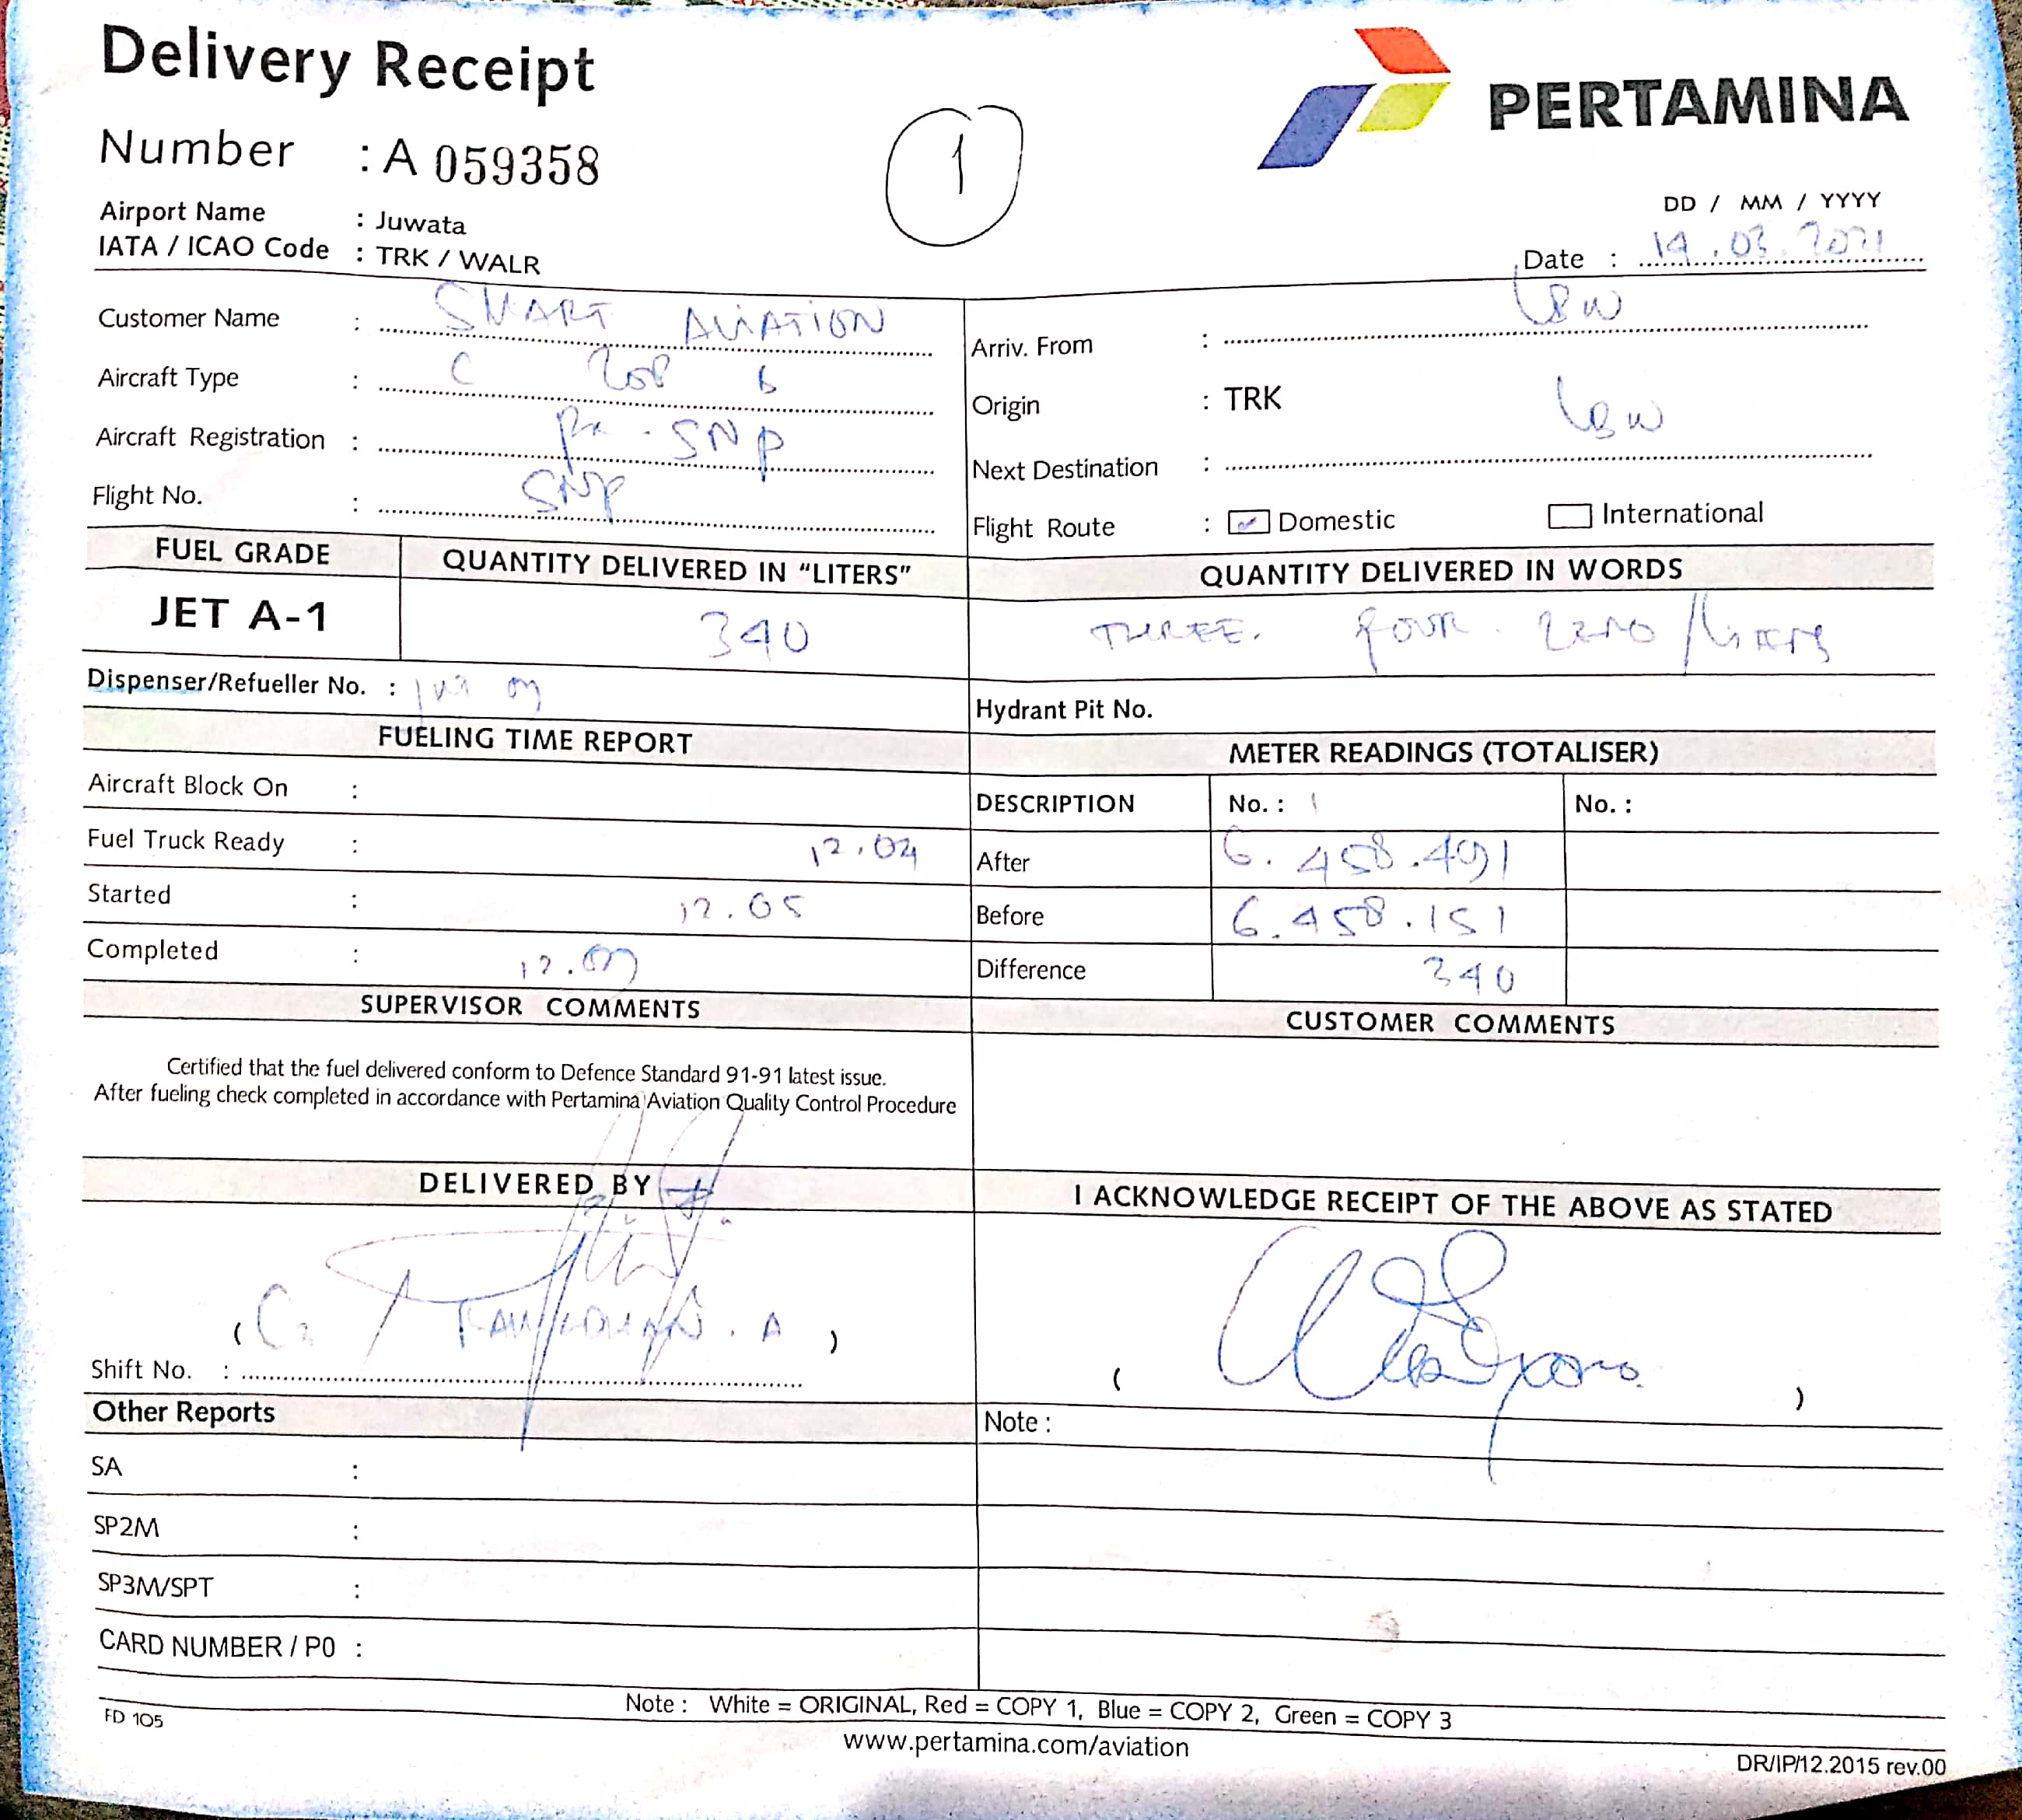 Delivery Receipt
PERTAMINA
Number : A 059358
1
Airport Name : Juwata
IATA / ICAO Code : TRK / WALR
DD / MM / YYYY
Date : 19.03.2021
Customer Name : SMART AVIATION
Arriv. From : LBW
Aircraft Type : C 208 B
Origin : TRK
Aircraft Registration : PK - SNP
Next Destination : LBW
Flight No. : SNP
Flight Route : Domestic International
FUEL GRADE QUANTITY DELIVERED IN "LITERS" QUANTITY DELIVERED IN WORDS
JET A-1 340 THREE. FOUR. ZERO / Liters
Dispenser/Refueller No. :
Hydrant Pit No.
FUELING TIME REPORT METER READINGS (TOTALISER)
Aircraft Block On :
DESCRIPTION No. : 1 No. :
Fuel Truck Ready : 12.04
After 6.458.491
Started : 12.05
Before 6.458.151
Completed : 12.07
Difference 340
SUPERVISOR COMMENTS CUSTOMER COMMENTS
Certified that the fuel delivered conform to Defence Standard 91-91 latest issue.
After fueling check completed in accordance with Pertamina Aviation Quality Control Procedure
DELIVERED BY I ACKNOWLEDGE RECEIPT OF THE ABOVE AS STATED
Shift No. :
Other Reports
Note :
SA :
SP2M :
SP3M/SPT :
CARD NUMBER / P0 :
Note : White = ORIGINAL, Red = COPY 1, Blue = COPY 2, Green = COPY 3
FD 105
www.pertamina.com/aviation
DR/IP/12.2015 rev.00